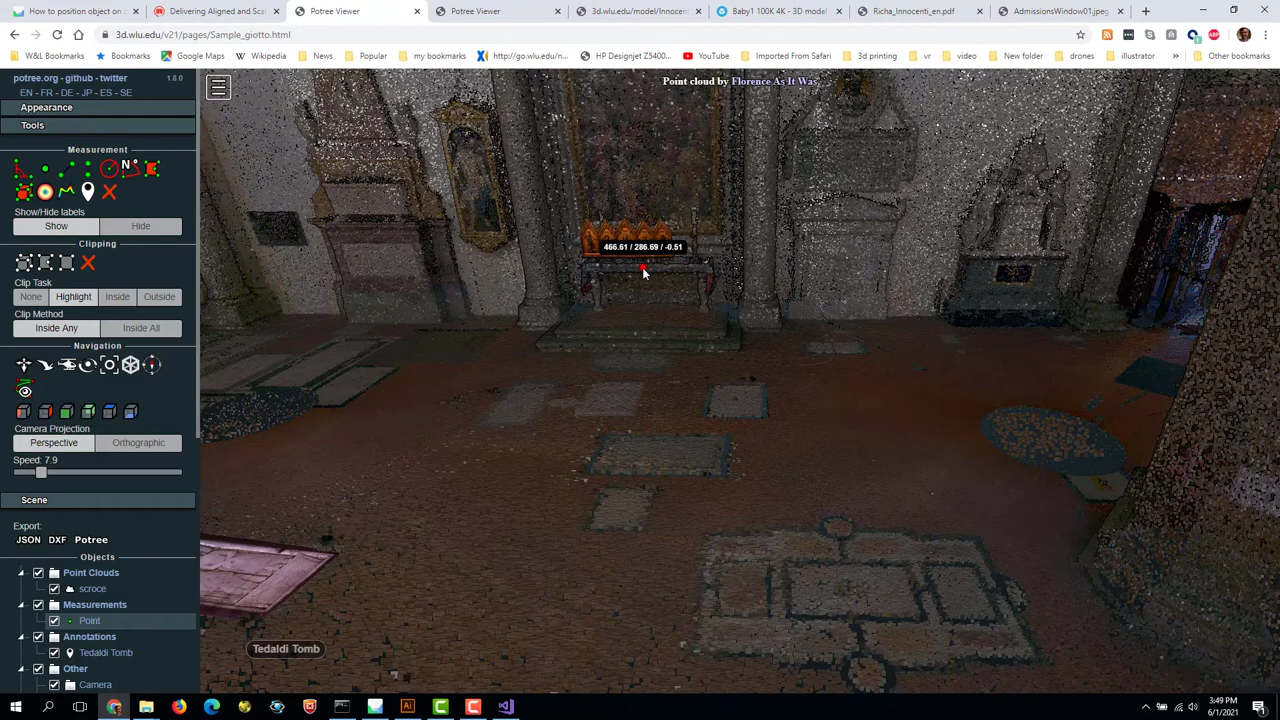 How to position object or
Delivering Aligned and Scal
Potree Viewer
Potree Viewer
3d.wlu.edu/model/Innocen
Baby1 100K 4K - 3D model
Richa_Innocenti_en.pdf
AdmissionsWindow01.jpeg
3d.wlu.edu/v21/pages/Sample_giotto.html
W&L Bookmarks
Bookmarks
Google Maps
Wikipedia
News
Popular
my bookmarks
http://go.wlu.edu/n...
HP Designjet Z5400...
YouTube
Imported From Safari
3d printing
vr
video
New folder
drones
illustrator
»
Other bookmarks
potree.org - github - twitter
1.8.0
EN - FR - DE - JP - ES - SE
Appearance
Tools
Measurement
N°
Show/Hide labels
Show
Hide
Clipping
Clip Task
None
Highlight
Inside
Outside
Clip Method
Inside Any
Inside All
Navigation
Camera Projection
Perspective
Orthographic
Speed: 7.9
Scene
Export:
JSON DXF Potree
Objects
Point Clouds
scroce
Measurements
Point
Annotations
Tedaldi Tomb
Other
Camera
Point cloud by Florence As It Was
466.61 / 286.69 / -0.51
Tedaldi Tomb
3:49 PM
6/1/2021